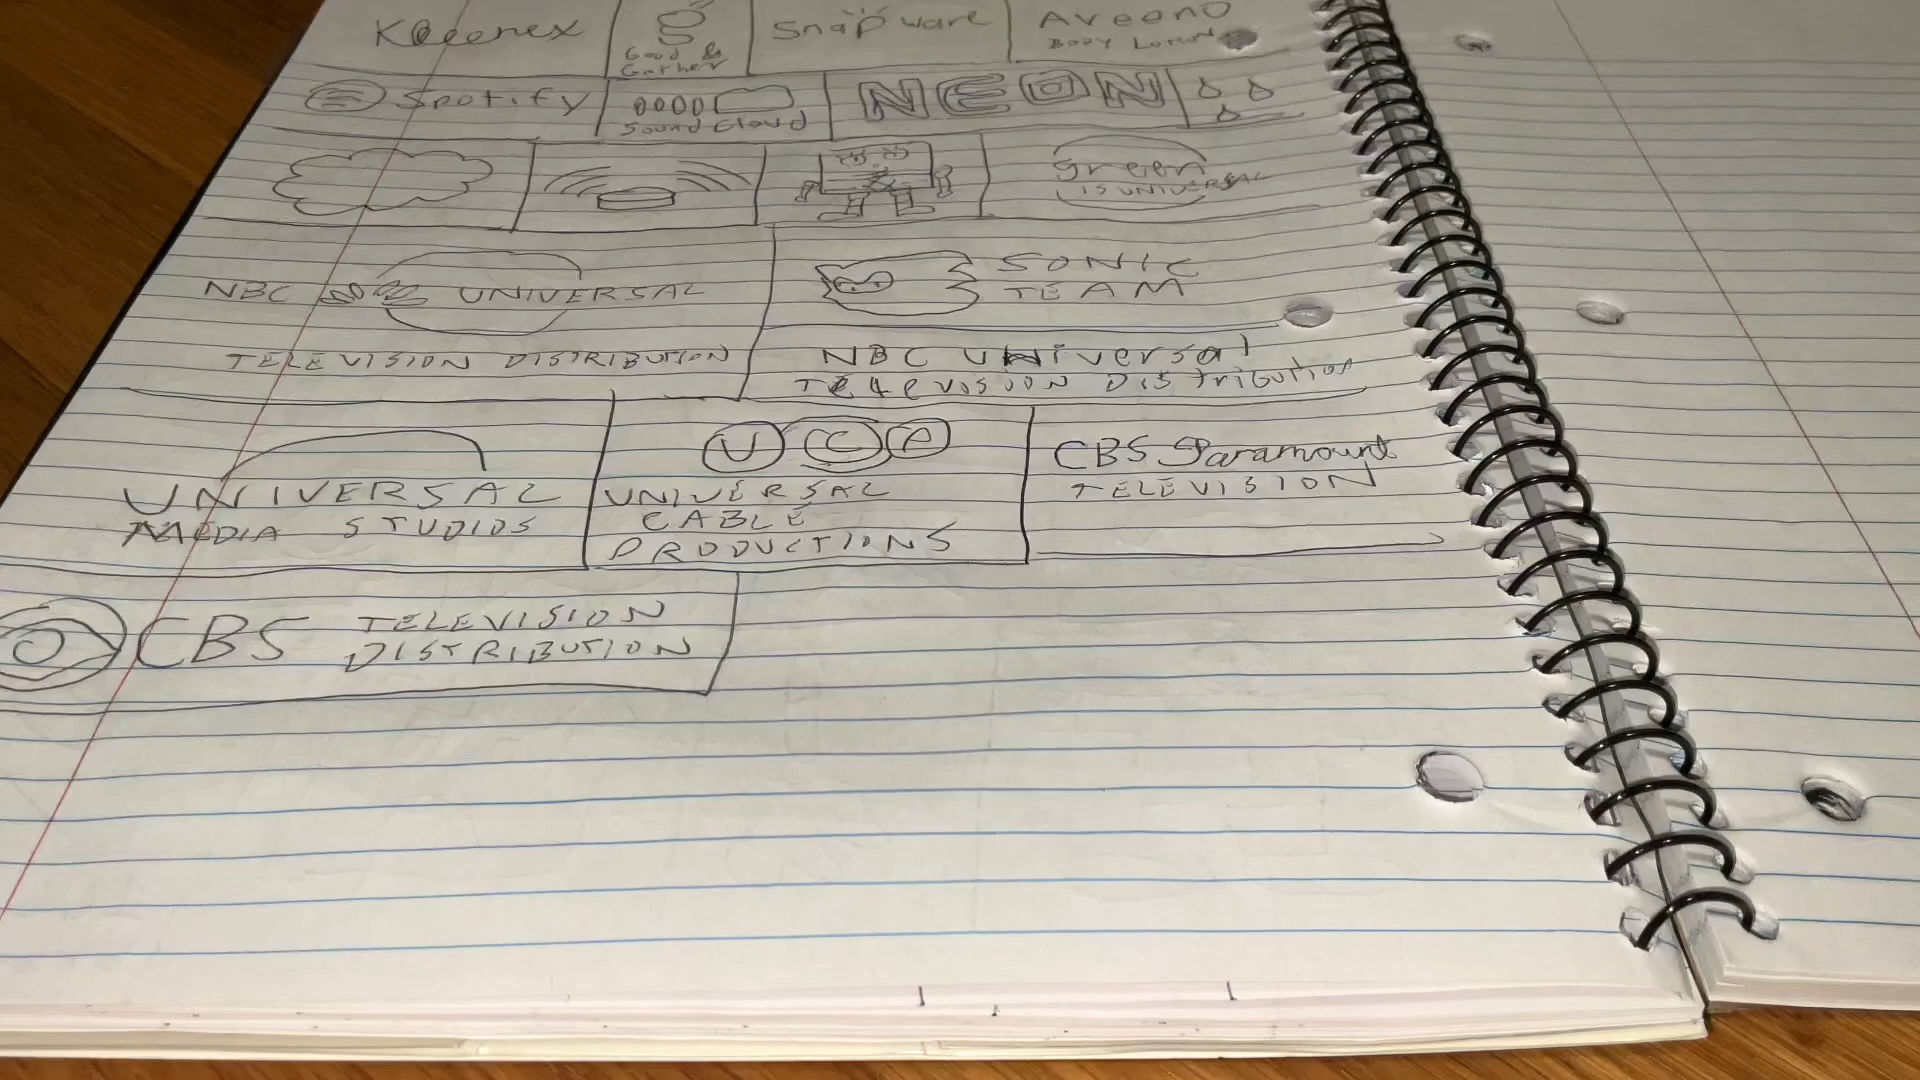 Kleenex
Good &
Gather
Snapware
Aveeno
BODY Lotion
Spotify
Sound Cloud
NEON
green
IS UNIVERSAL
NBC UNIVERSAL
TELEVISION DISTRIBUTION
SONIC
TEAM
NBC UNiversal
TELEVISION DIStribution
UNIVERSAL
MEDIA STUDIOS
U C P
UNIVERSAL
CABLE
PRODUCTIONS
CBS Paramount
TELEVISION
CBS TELEVISION
DISTRIBUTION